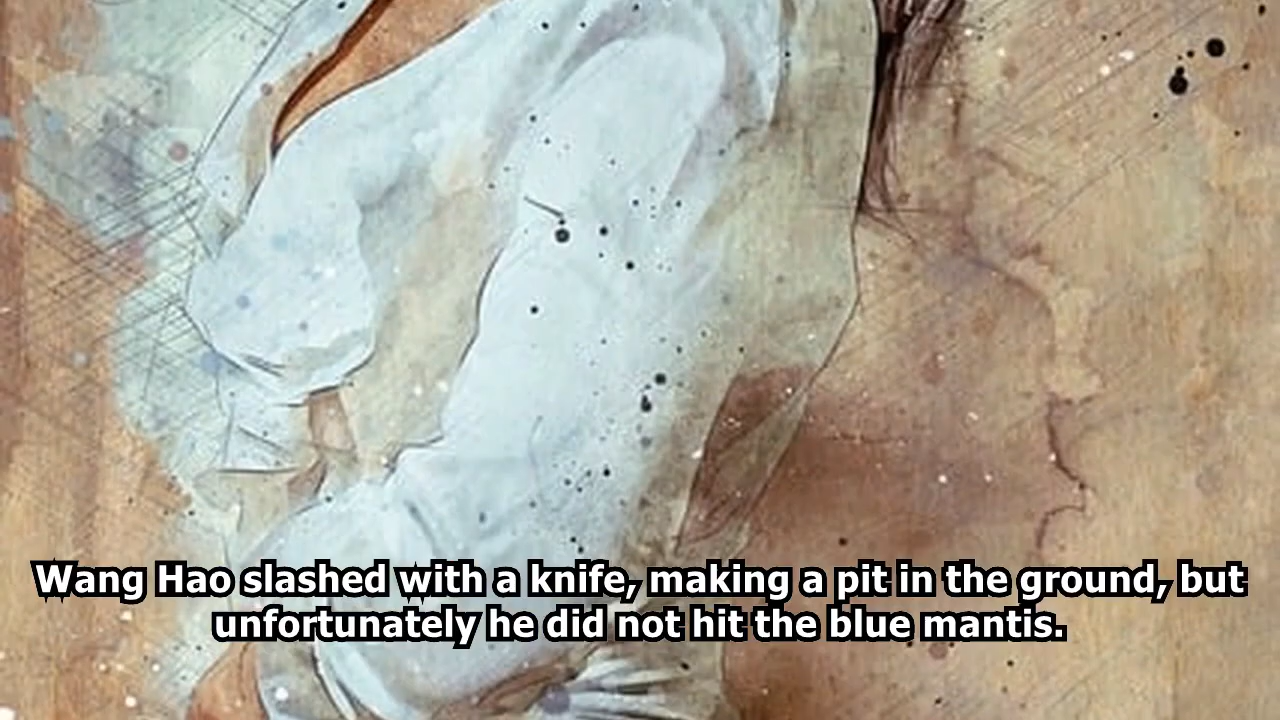 Wang Hao slashed with a knife, making a pit in the ground, but
unfortunately he did not hit the blue mantis.